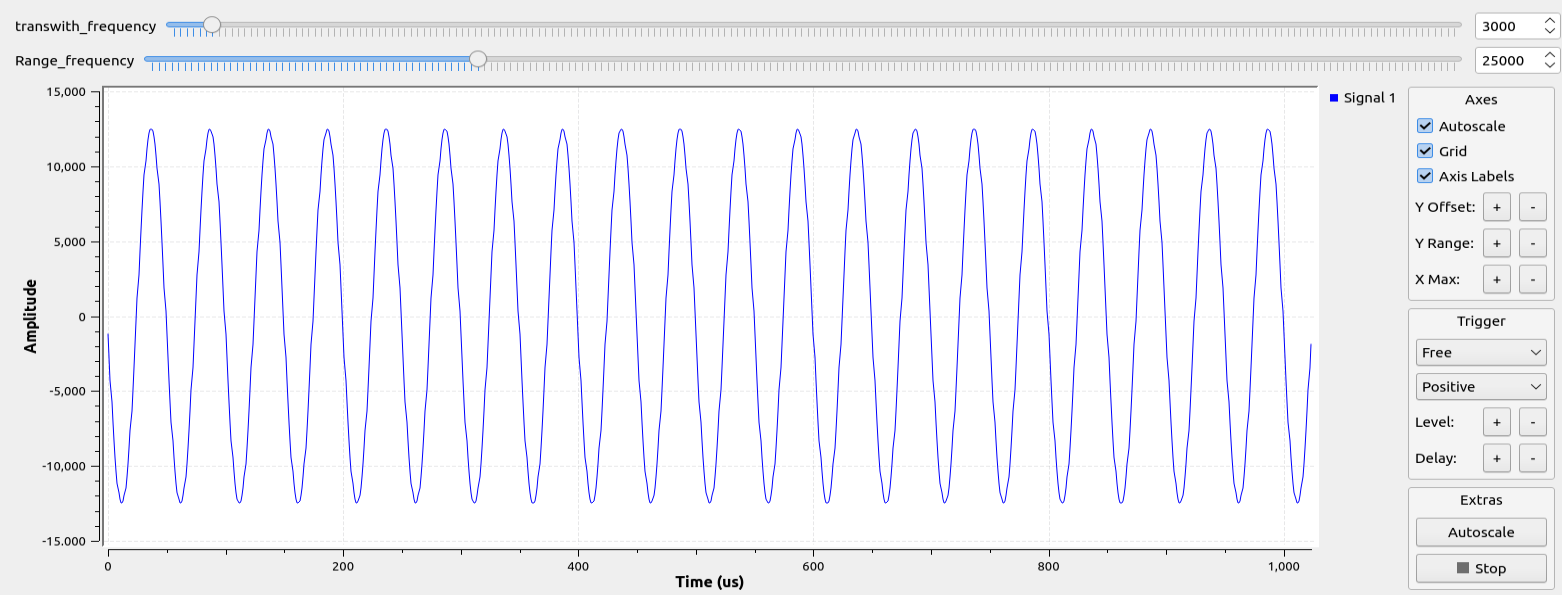 transwith_frequency
3000
Range_frequency
25000
15,000
10,000
5,000
0
-5,000
-10,000
-15.000
Amplitude
0
200
400
600
800
1,000
Time (us)
Signal 1
Axes
Autoscale
Grid
Axis Labels
Y Offset: + -
Y Range: + -
X Max: + -
Trigger
Free
Positive
Level: + -
Delay: + -
Extras
Autoscale
Stop